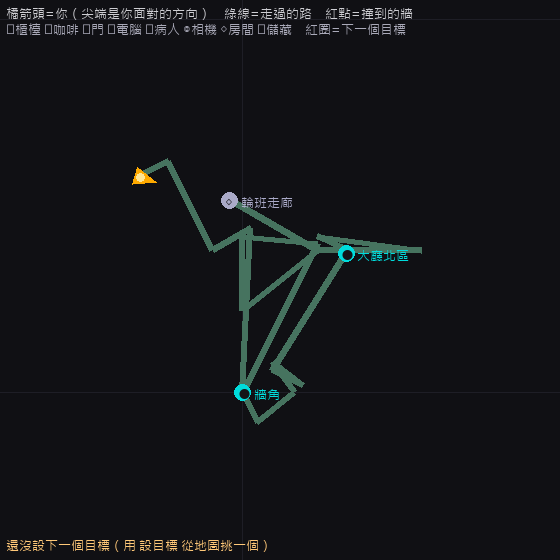 橘箭頭=你（尖端是你面對的方向） 綠線=走過的路 紅點=撞到的牆
櫃檯 咖啡 門 電腦 病人 相機 ◇房間 儲藏 紅圈=下一個目標
輪班走廊
大廳北區
牆角
還沒設下一個目標（用 設目標 從地圖挑一個）